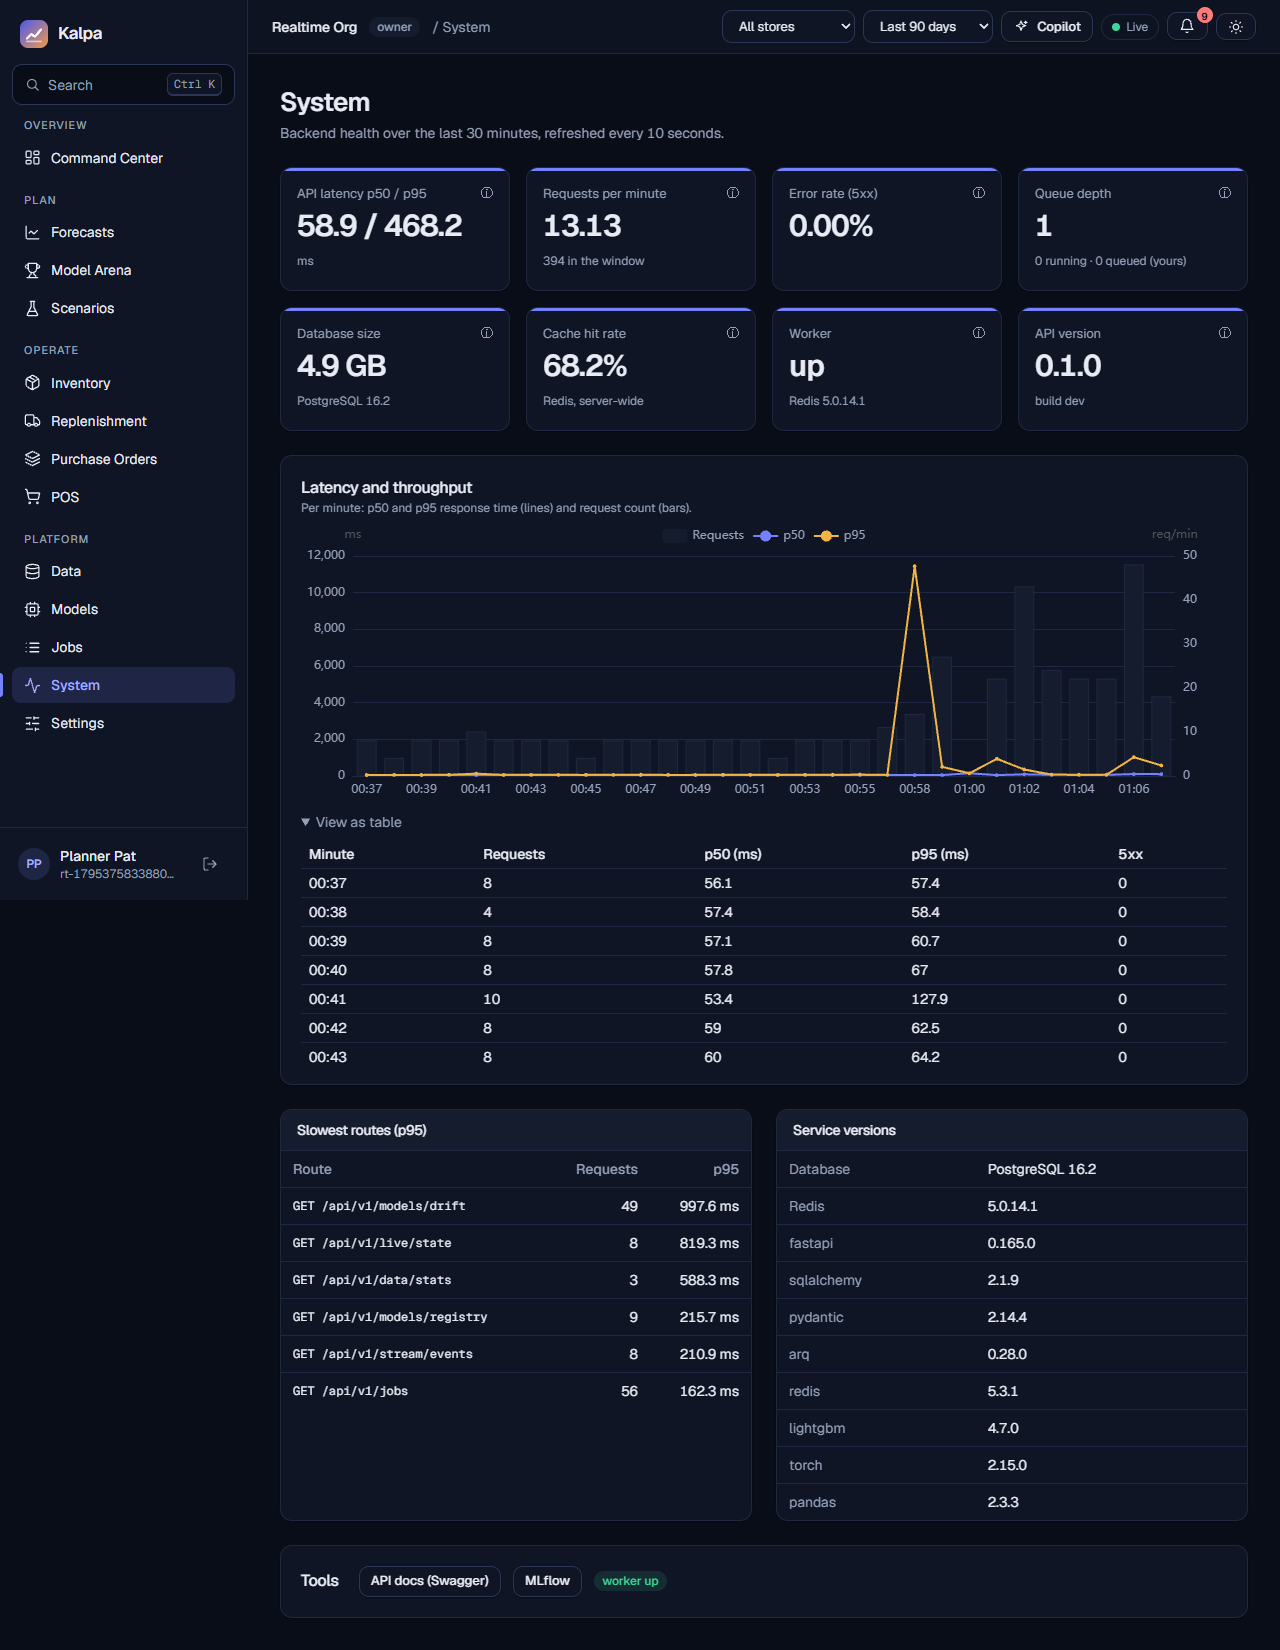 Kalpa
Search Ctrl K
OVERVIEW
Command Center
PLAN
Forecasts
Model Arena
Scenarios
OPERATE
Inventory
Replenishment
Purchase Orders
POS
PLATFORM
Data
Models
Jobs
System
Settings
PP
Planner Pat
rt-1795375833880...
Realtime Org owner / System
All stores
Last 90 days
Copilot
Live
9
System
Backend health over the last 30 minutes, refreshed every 10 seconds.
API latency p50 / p95
58.9 / 468.2
ms
Requests per minute
13.13
394 in the window
Error rate (5xx)
0.00%
Queue depth
1
0 running · 0 queued (yours)
Database size
4.9 GB
PostgreSQL 16.2
Cache hit rate
68.2%
Redis, server-wide
Worker
up
Redis 5.0.14.1
API version
0.1.0
build dev
Latency and throughput
Per minute: p50 and p95 response time (lines) and request count (bars).
ms Requests p50 p95 req/min
12,000
10,000
8,000
6,000
4,000
2,000
0
50
40
30
20
10
0
00:37 00:39 00:41 00:43 00:45 00:47 00:49 00:51 00:53 00:55 00:58 01:00 01:02 01:04 01:06
▼ View as table
Minute Requests p50 (ms) p95 (ms) 5xx
00:37 8 56.1 57.4 0
00:38 4 57.4 58.4 0
00:39 8 57.1 60.7 0
00:40 8 57.8 67 0
00:41 10 53.4 127.9 0
00:42 8 59 62.5 0
00:43 8 60 64.2 0
Slowest routes (p95)
Route Requests p95
GET /api/v1/models/drift 49 997.6 ms
GET /api/v1/live/state 8 819.3 ms
GET /api/v1/data/stats 3 588.3 ms
GET /api/v1/models/registry 9 215.7 ms
GET /api/v1/stream/events 8 210.9 ms
GET /api/v1/jobs 56 162.3 ms
Service versions
Database PostgreSQL 16.2
Redis 5.0.14.1
fastapi 0.165.0
sqlalchemy 2.1.9
pydantic 2.14.4
arq 0.28.0
redis 5.3.1
lightgbm 4.7.0
torch 2.15.0
pandas 2.3.3
Tools
API docs (Swagger)
MLflow
worker up